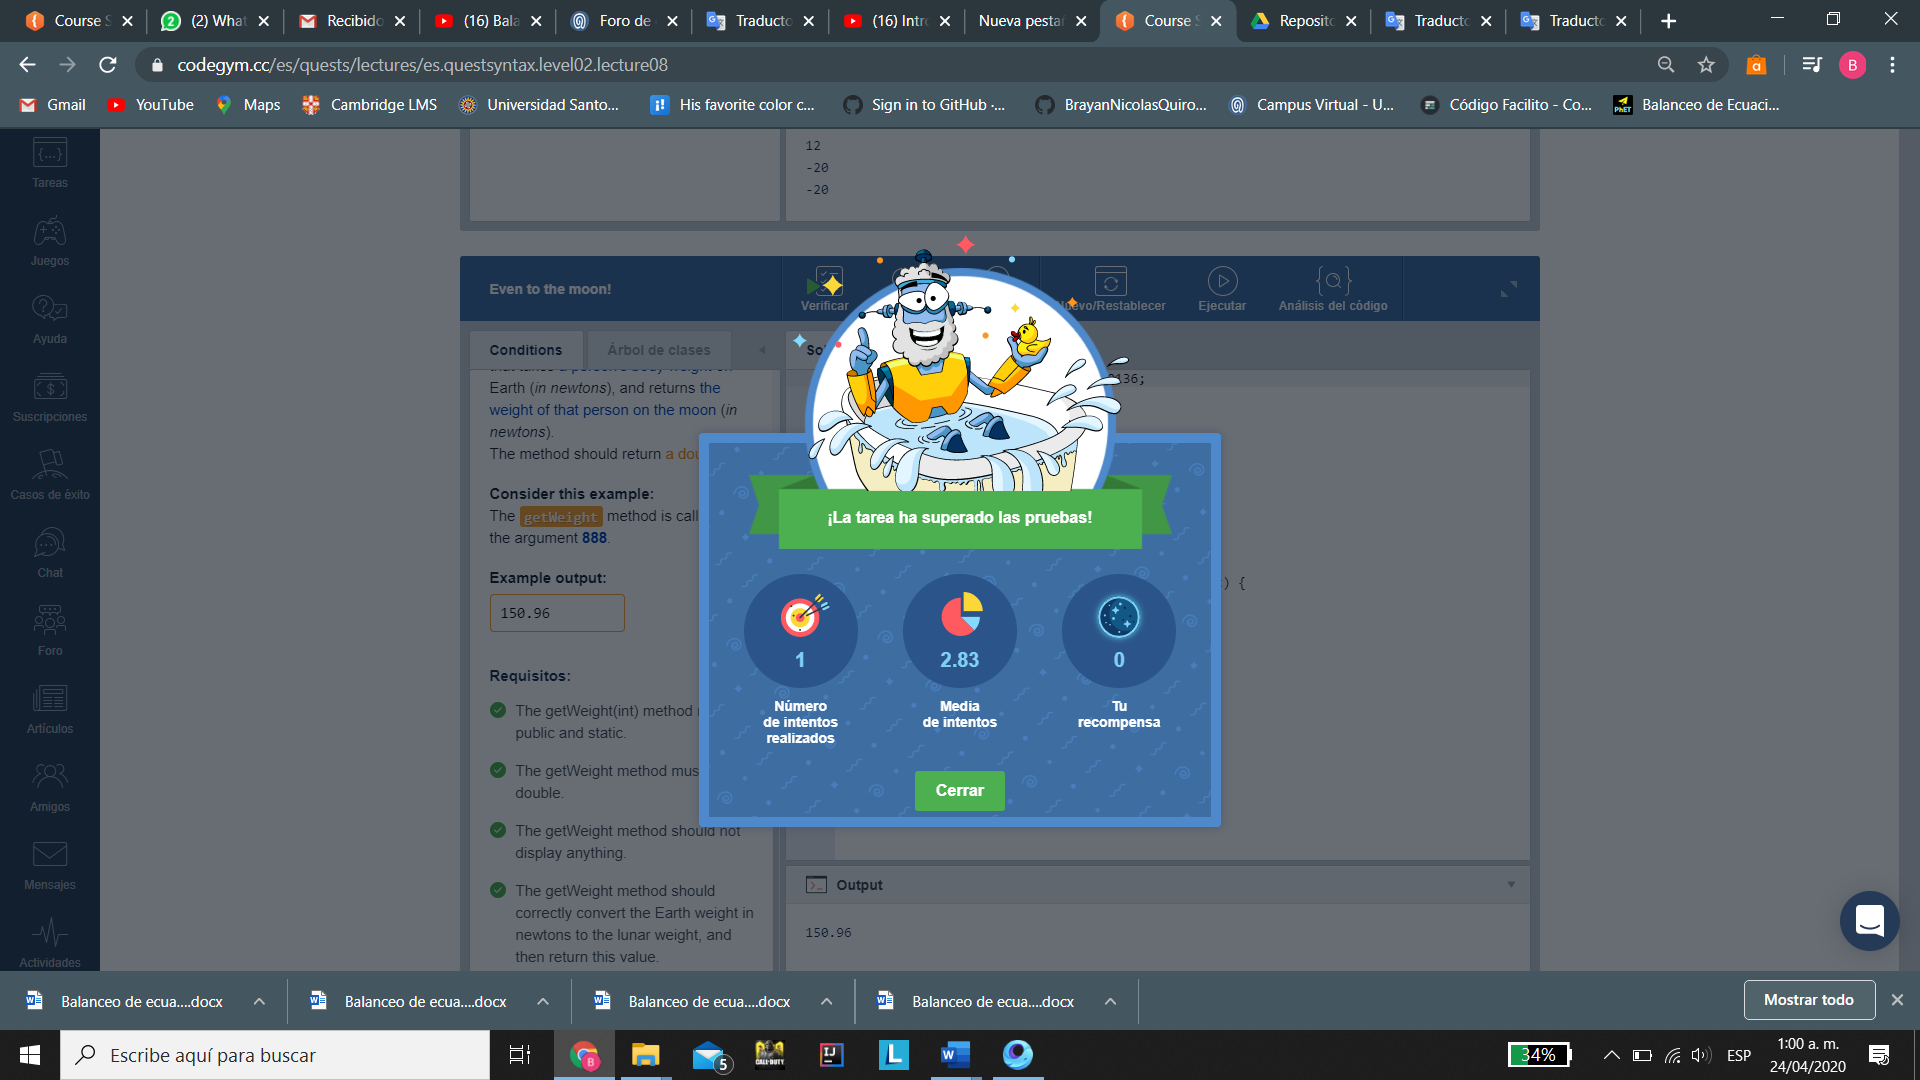 Course S
(2) What
Recibido
(16) Bala
Foro de
Traducto
(16) Intro
Nueva pestañ
Course S
Reposito
Traducto
Traducto
codegym.cc/es/quests/lectures/es.questsyntax.level02.lecture08
B
Gmail
YouTube
Maps
Cambridge LMS
Universidad Santo...
His favorite color c...
Sign in to GitHub ·...
BrayanNicolasQuiro...
Campus Virtual - U...
Código Facilito - Co...
Balanceo de Ecuaci...
Tareas
Juegos
Ayuda
Suscripciones
Casos de éxito
Chat
Foro
Artículos
Amigos
Mensajes
Actividades
12
-20
-20
Even to the moon!
Verificar
Ejecutar
Análisis del código
Conditions
Árbol de clases
Earth (in newtons), and returns the
weight of that person on the moon (in
newtons).
The method should return a dou
Consider this example:
The getWeight method is call
the argument 888.
Example output:
150.96
Requisitos:
The getWeight(int) method
public and static.
The getWeight method mus
double.
The getWeight method should not
display anything.
The getWeight method should
correctly convert the Earth weight in
newtons to the lunar weight, and
then return this value.
) {
¡La tarea ha superado las pruebas!
1
Número
de intentos
realizados
2.83
Media
de intentos
0
Tu
recompensa
Cerrar
Output
150.96
Balanceo de ecua....docx
Balanceo de ecua....docx
Balanceo de ecua....docx
Balanceo de ecua....docx
Mostrar todo
Escribe aquí para buscar
5
34%
ESP
1:00 a. m.
24/04/2020